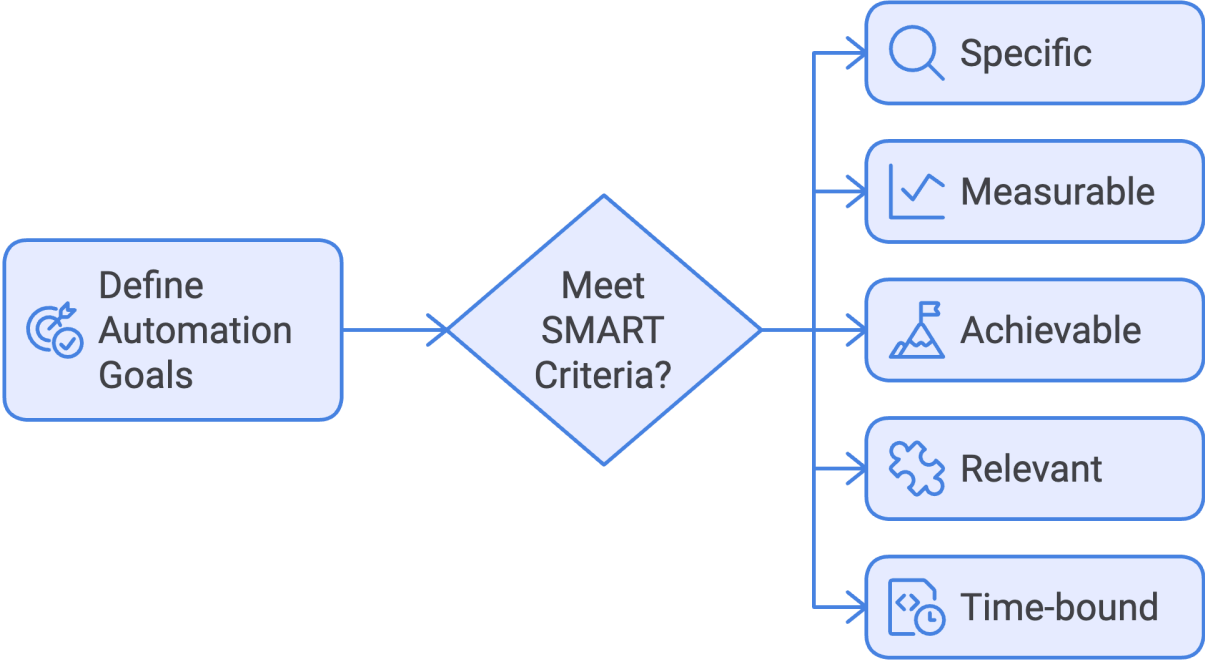 Define
Automation
Goals
Meet
SMART
Criteria?
Specific
Measurable
Achievable
Relevant
Time-bound